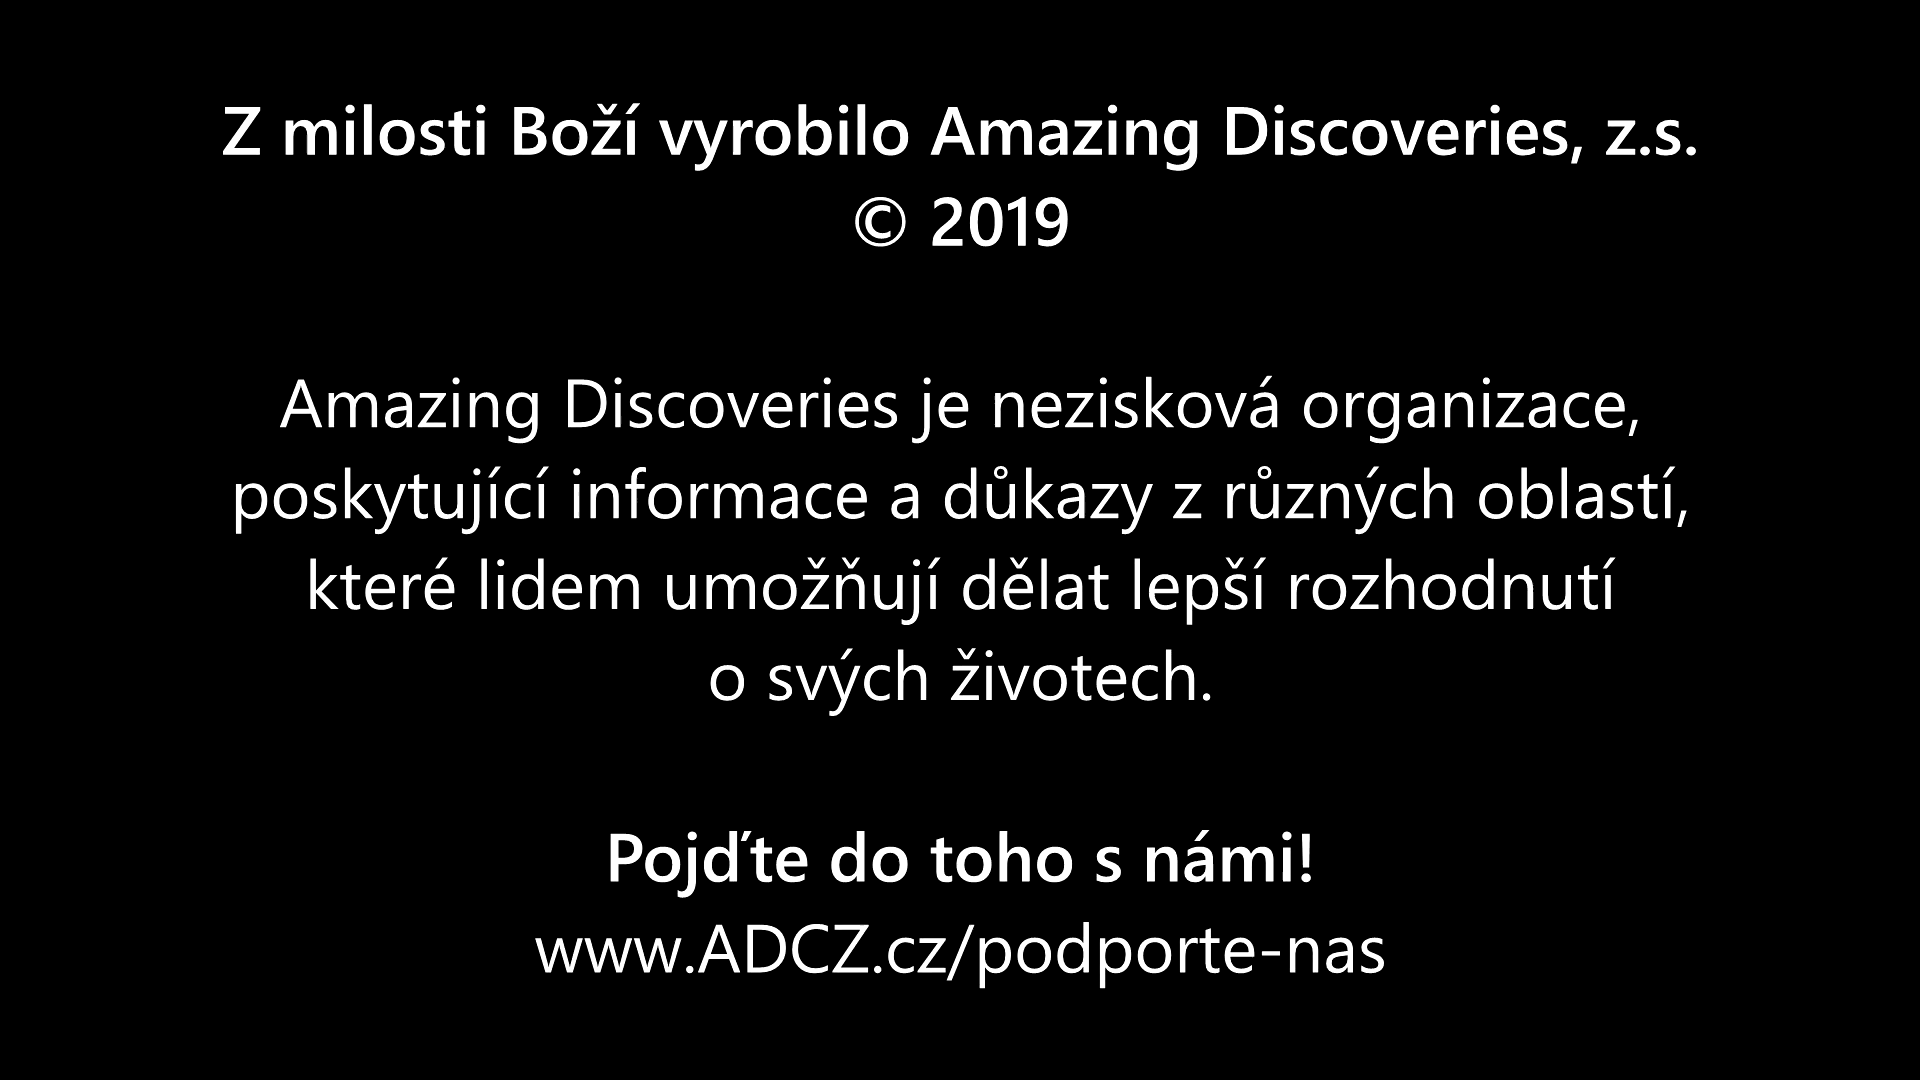 Z milosti Boží vyrobilo Amazing Discoveries, z.s.
© 2019
Amazing Discoveries je nezisková organizace,
poskytující informace a důkazy z různých oblastí,
které lidem umožňují dělat lepší rozhodnutí
o svých životech.
Pojďte do toho s námi!
www.ADCZ.cz/podporte-nas